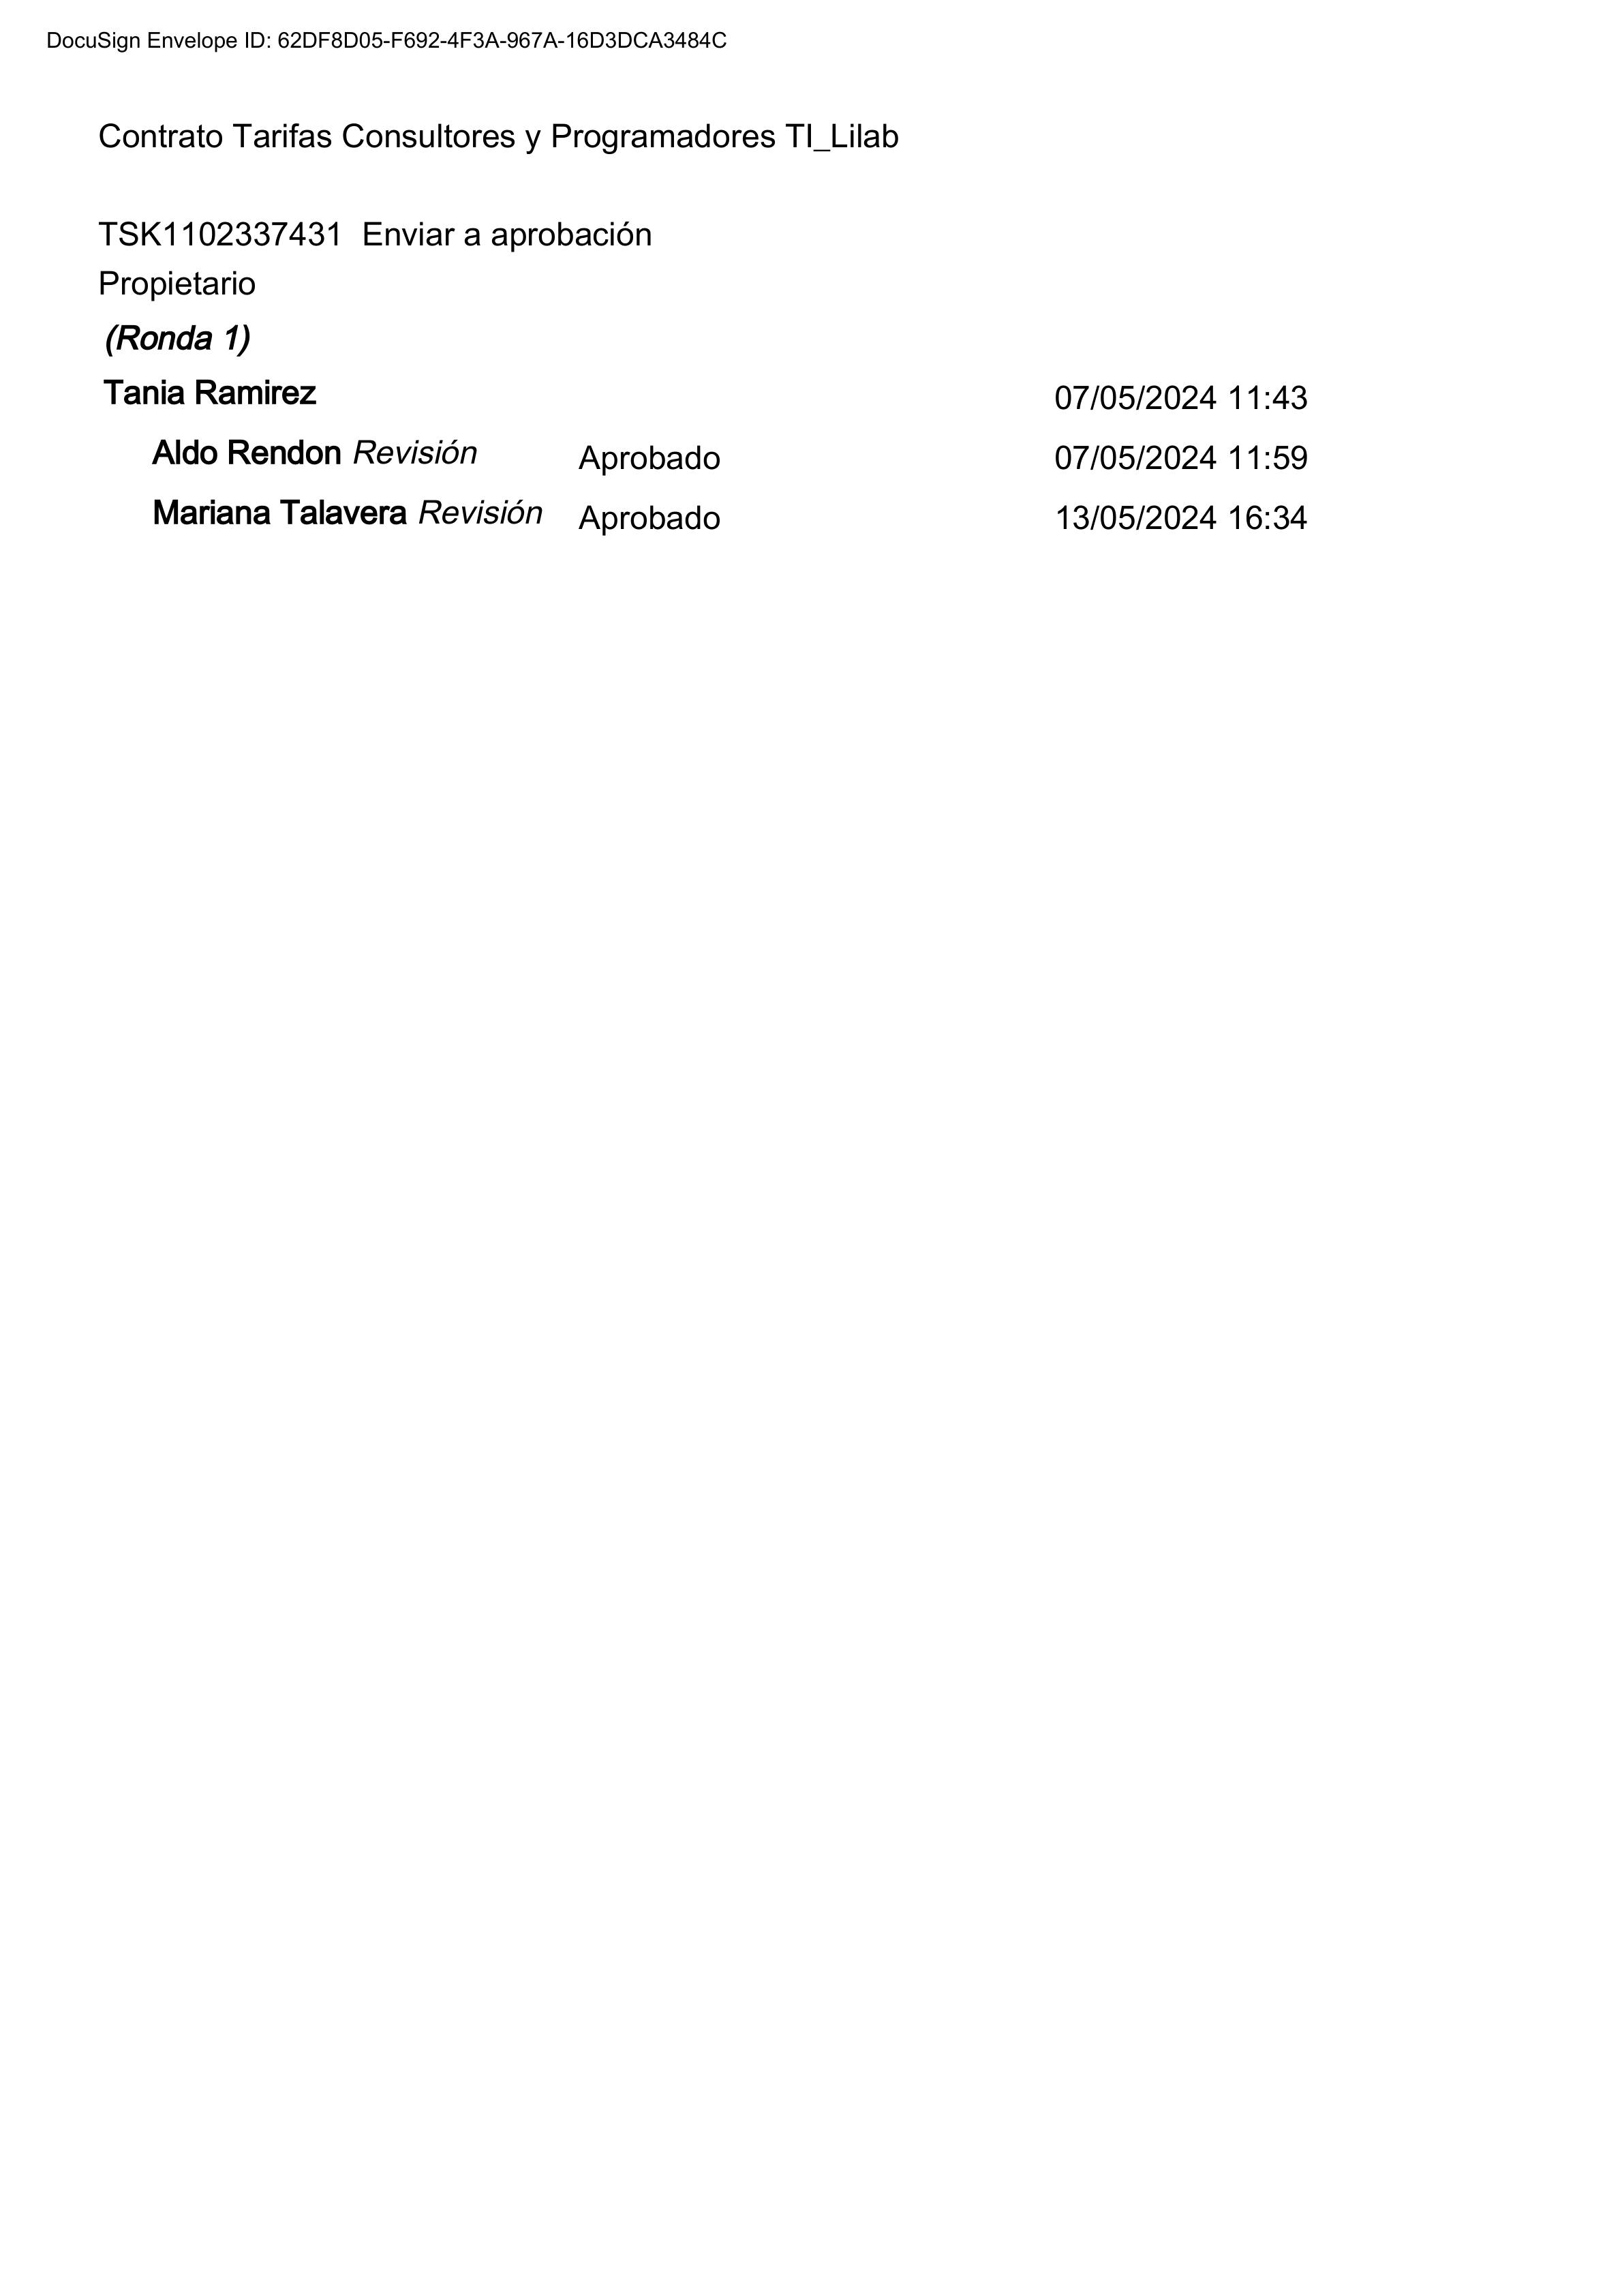 DocuSign Envelope ID: 62DF8D05-F692-4F3A-967A-16D3DCA3484C
Contrato Tarifas Consultores y Programadores TI_Lilab
TSK1102337431  Enviar a aprobación
Propietario
(Ronda 1)
Tania Ramirez 07/05/2024 11:43
Aldo Rendon Revisión Aprobado 07/05/2024 11:59
Mariana Talavera Revisión Aprobado 13/05/2024 16:34